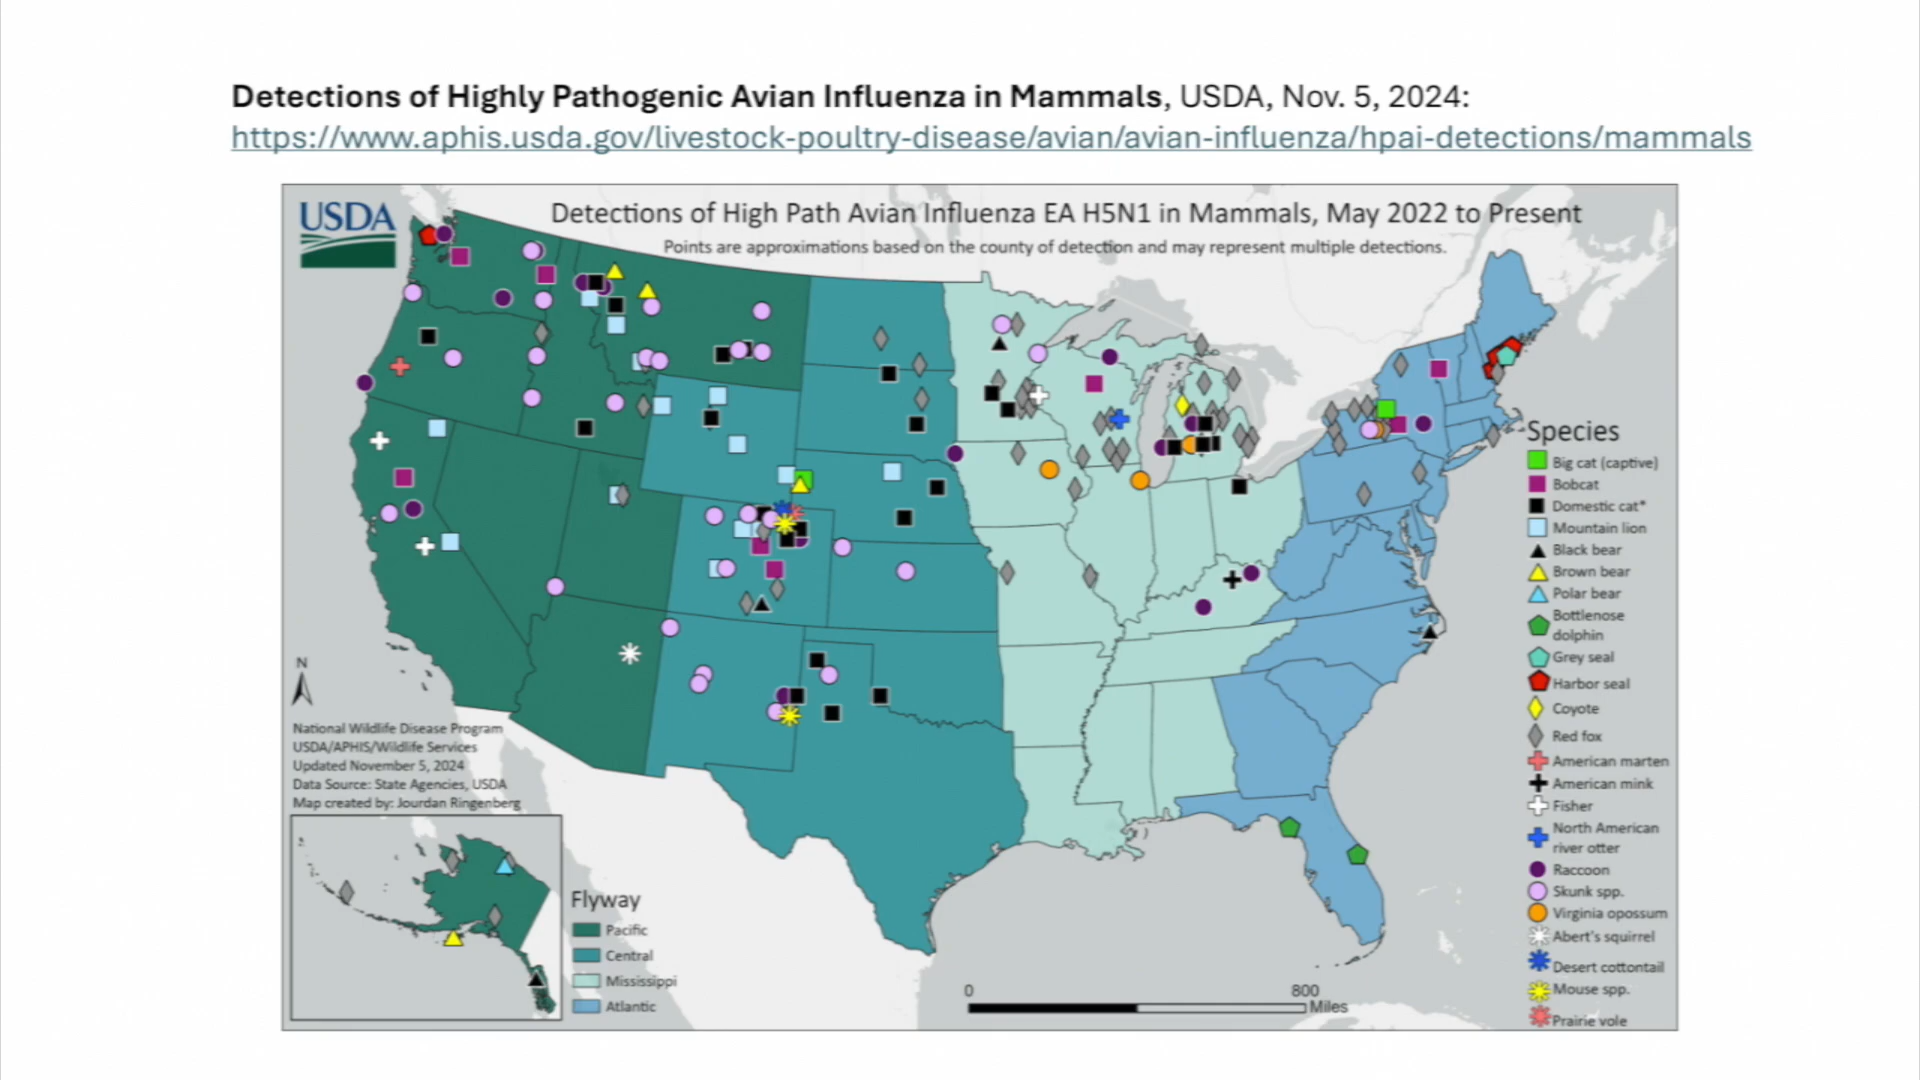 Detections of Highly Pathogenic Avian Influenza in Mammals, USDA, Nov. 5, 2024:
https://www.aphis.usda.gov/livestock-poultry-disease/avian/avian-influenza/hpai-detections/mammals
USDA
Detections of High Path Avian Influenza EA H5N1 in Mammals, May 2022 to Present
Points are approximations based on the county of detection and may represent multiple detections.
Species
Big cat (captive)
Bobcat
Domestic cat*
Mountain lion
Black bear
Brown bear
Polar bear
Bottlenose
dolphin
Grey seal
Harbor seal
Coyote
Red fox
American marten
American mink
Fisher
North American
river otter
Raccoon
Skunk spp.
Virginia opossum
Abert's squirrel
Desert cottontail
Mouse spp.
Prairie vole
N
National Wildlife Disease Program
USDA/APHIS/Wildlife Services
Updated November 5, 2024
Data Source: State Agencies, USDA
Map created by: Jourdan Ringenberg
Flyway
Pacific
Central
Mississippi
Atlantic
0 800
Miles